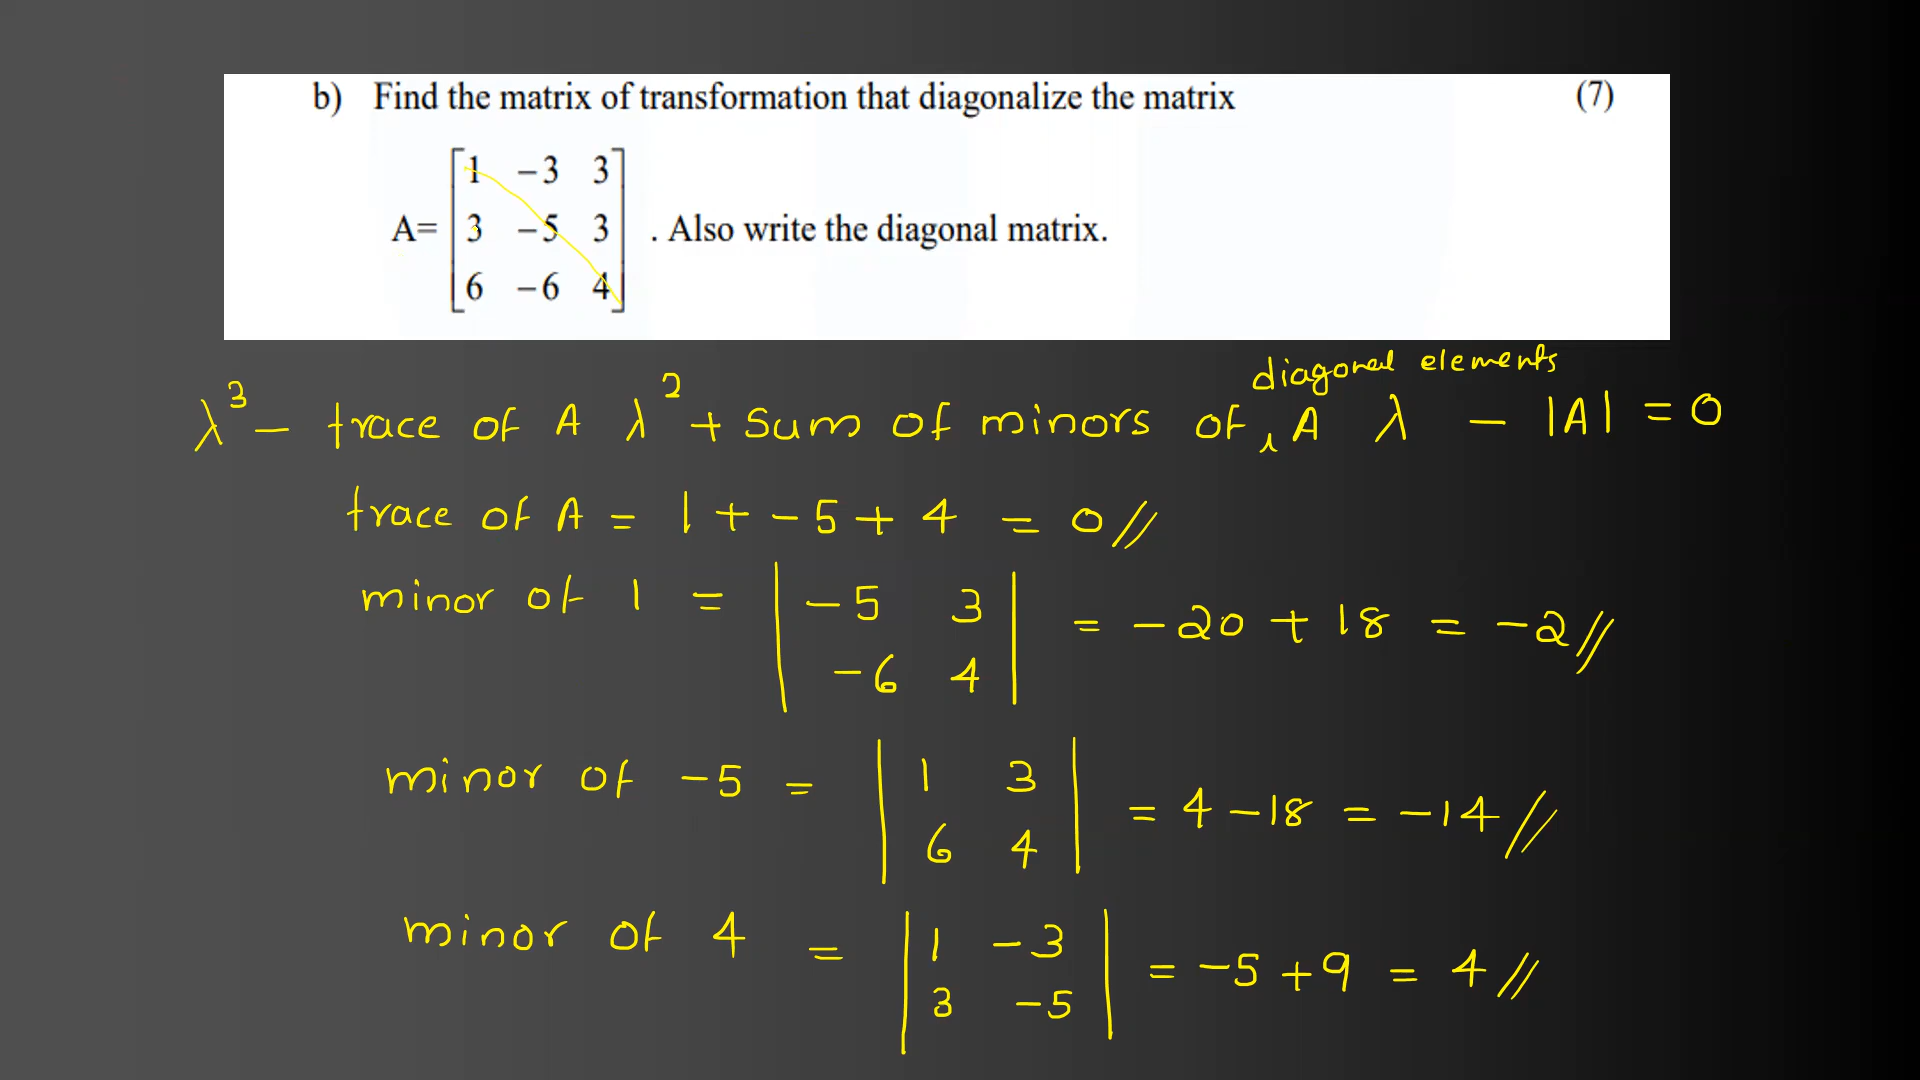 b) Find the matrix of transformation that diagonalize the matrix (7)
1 −3 3
A= 3 −5 3 . Also write the diagonal matrix.
6 −6 4
diagonal elements
λ³ − trace of A λ² + sum of minors of A λ − |A| = 0
trace of A = 1 + −5 + 4 = 0//
minor of 1 = | −5 3 | = −20 + 18 = −2//
−6 4
minor of −5 = | 1 3 | = 4 − 18 = −14//
6 4
minor of 4 = | 1 −3 | = −5 + 9 = 4//
3 −5